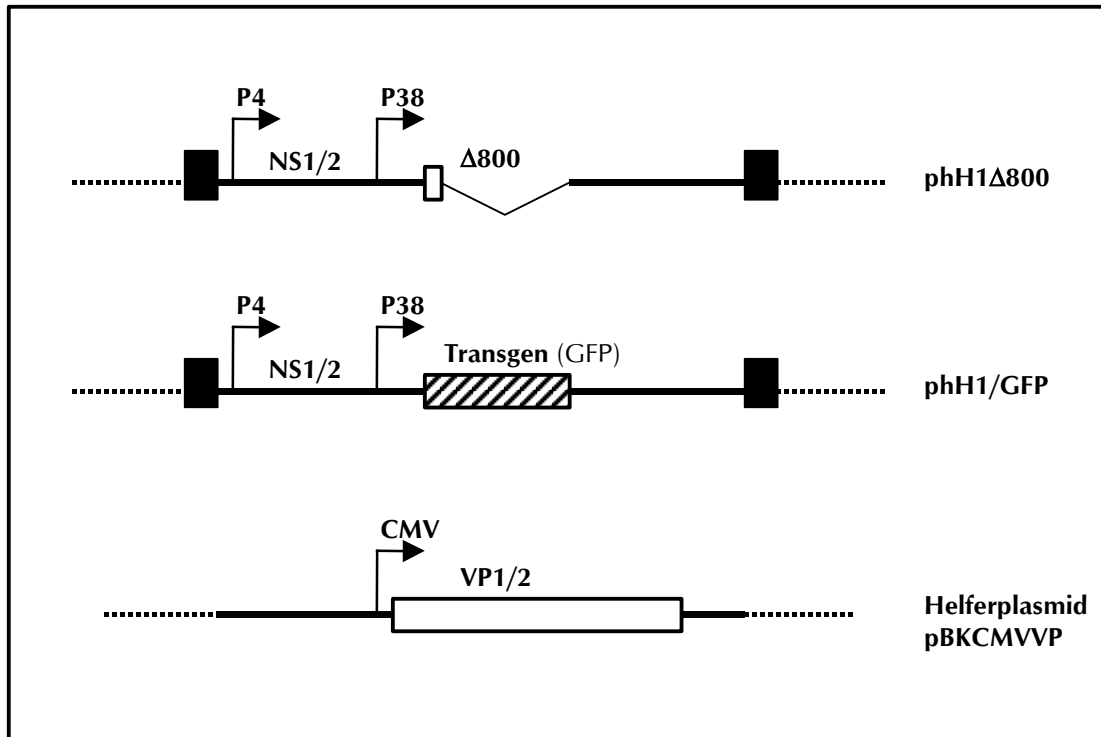 P4
P38
NS1/2
Δ800
phH1Δ800
P4
P38
NS1/2
Transgen (GFP)
phH1/GFP
CMV
VP1/2
Helferplasmid
pBKCMVVP